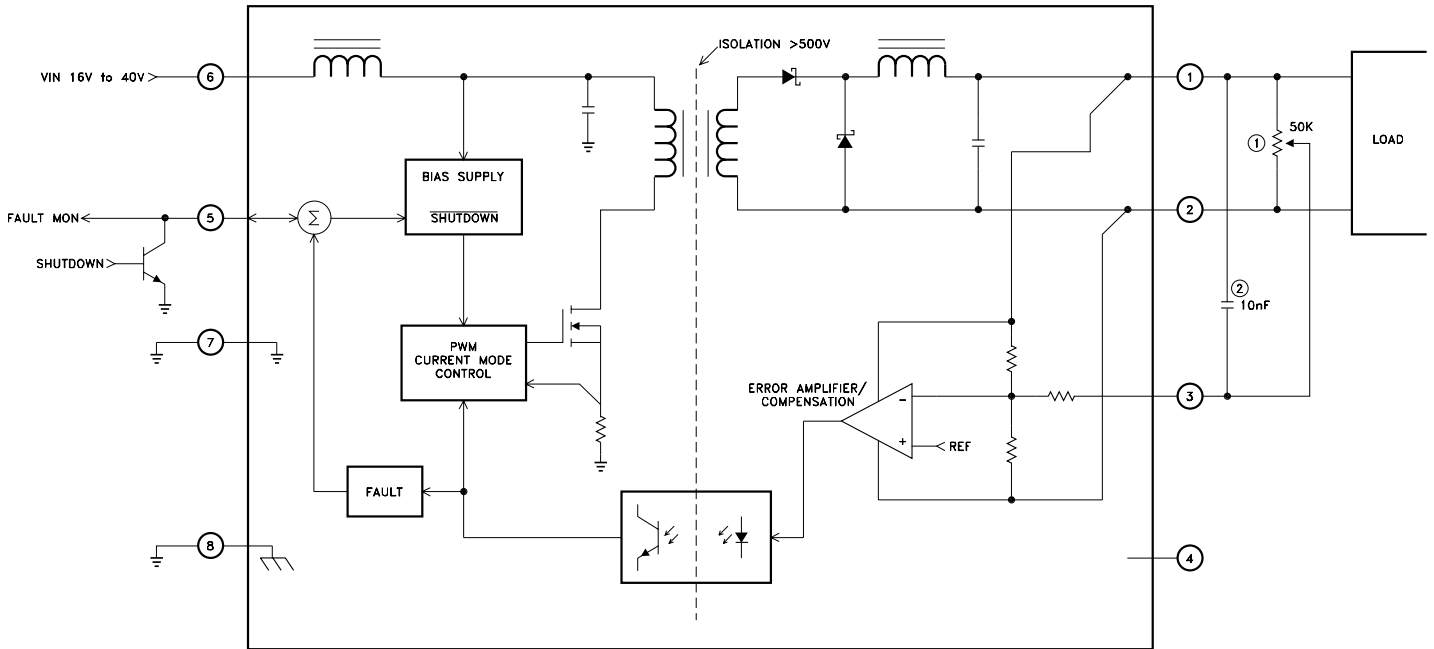 ISOLATION >500V
VIN 16V to 40V
6
1
50K
1
LOAD
BIAS SUPPLY
SHUTDOWN
FAULT MON
5
Σ
2
SHUTDOWN
2
10nF
7
PWM
CURRENT MODE
CONTROL
ERROR AMPLIFIER/
COMPENSATION
-
+
REF
3
FAULT
8
4